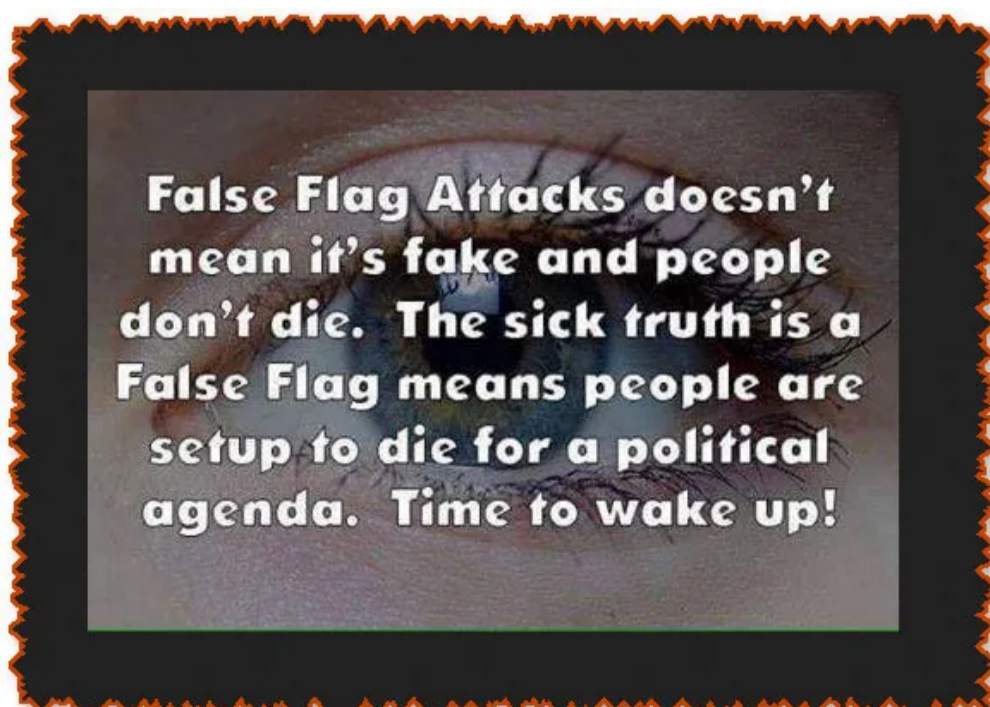 False Flag Attacks doesn't
mean it's fake and people
don't die. The sick truth is a
False Flag means people are
setup to die for a political
agenda. Time to wake up!